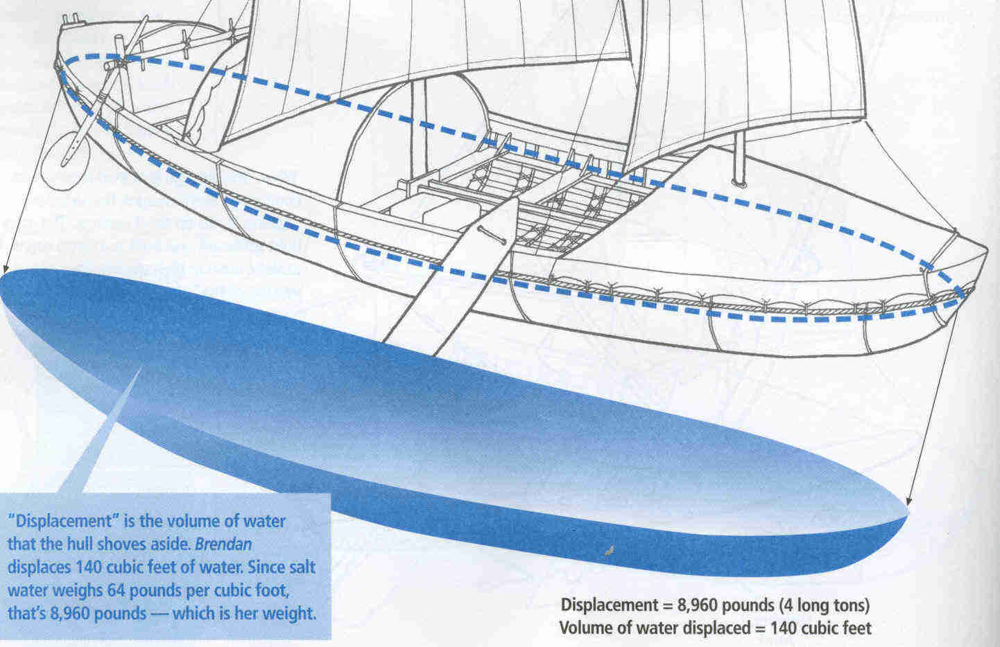 "Displacement" is the volume of water
that the hull shoves aside. Brendan
displaces 140 cubic feet of water. Since salt
water weighs 64 pounds per cubic foot,
that's 8,960 pounds — which is her weight.
Displacement = 8,960 pounds (4 long tons)
Volume of water displaced = 140 cubic feet